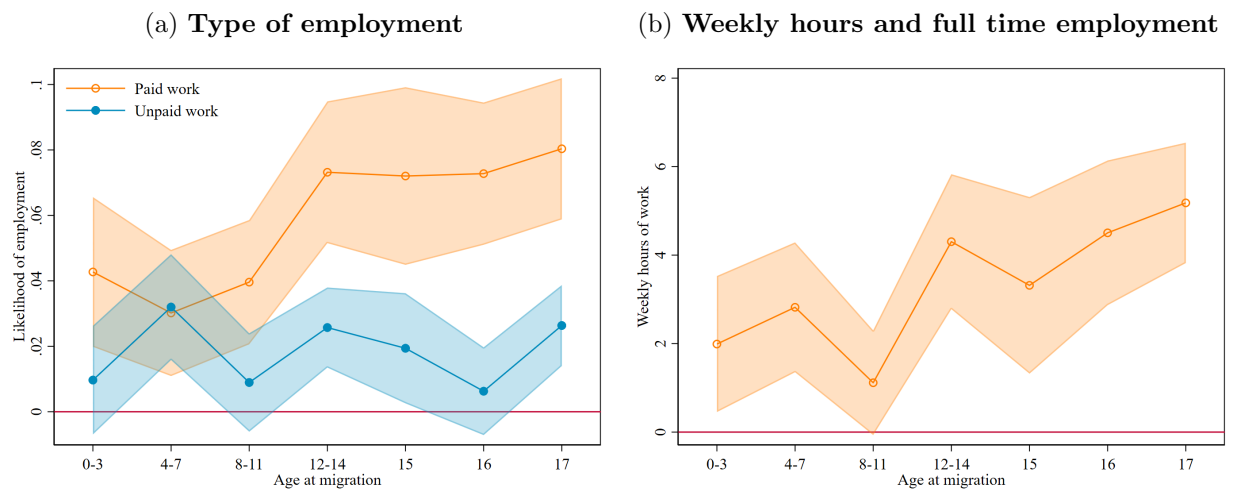 (a) Type of employment
Paid work
Unpaid work
Likelihood of employment
.1
.08
.06
.04
.02
0
0-3 4-7 8-11 12-14 15 16 17
Age at migration
(b) Weekly hours and full time employment
Weekly hours of work
8
6
4
2
0
0-3 4-7 8-11 12-14 15 16 17
Age at migration